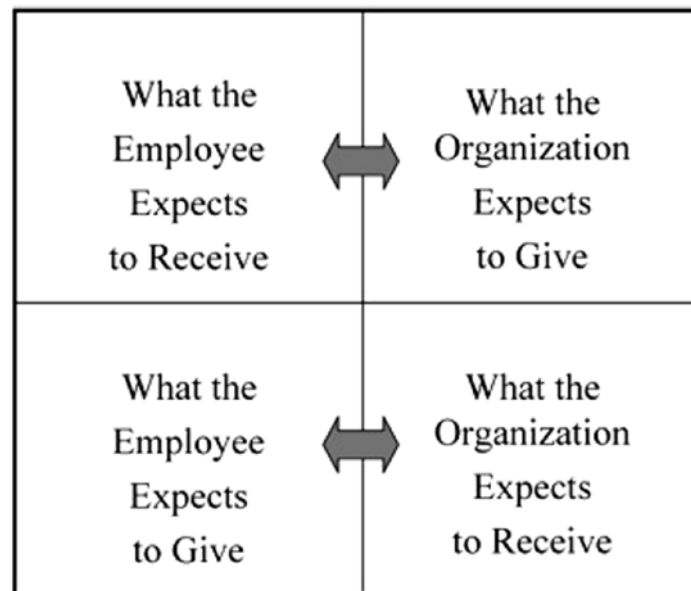 What the
Employee
Expects
to Receive
What the
Organization
Expects
to Give
What the
Employee
Expects
to Give
What the
Organization
Expects
to Receive